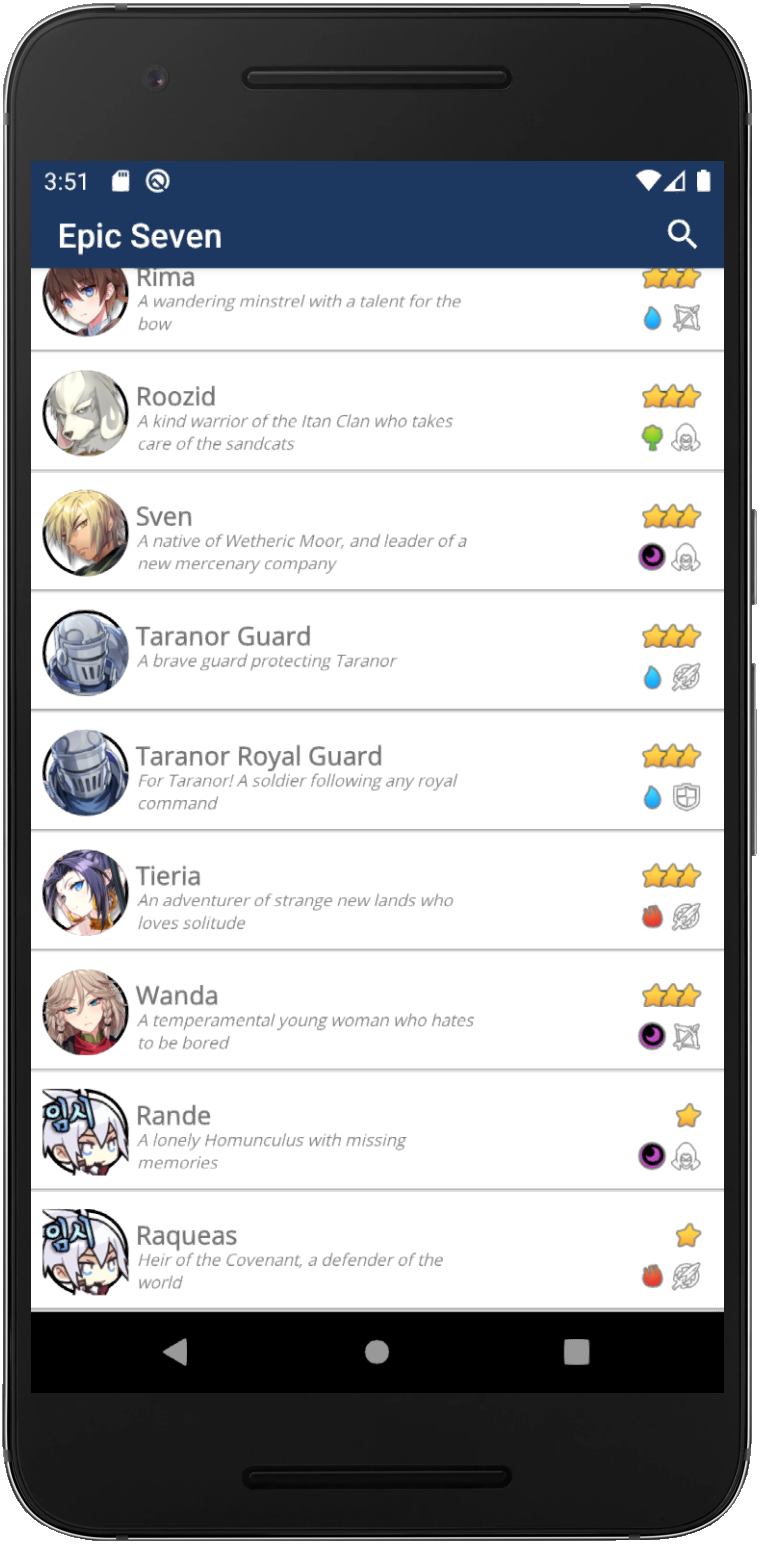 3:51
Epic Seven
Rima
A wandering minstrel with a talent for the
bow
Roozid
A kind warrior of the Itan Clan who takes
care of the sandcats
Sven
A native of Wetheric Moor, and leader of a
new mercenary company
Taranor Guard
A brave guard protecting Taranor
Taranor Royal Guard
For Taranor! A soldier following any royal
command
Tieria
An adventurer of strange new lands who
loves solitude
Wanda
A temperamental young woman who hates
to be bored
임시
Rande
A lonely Homunculus with missing
memories
임시
Raqueas
Heir of the Covenant, a defender of the
world